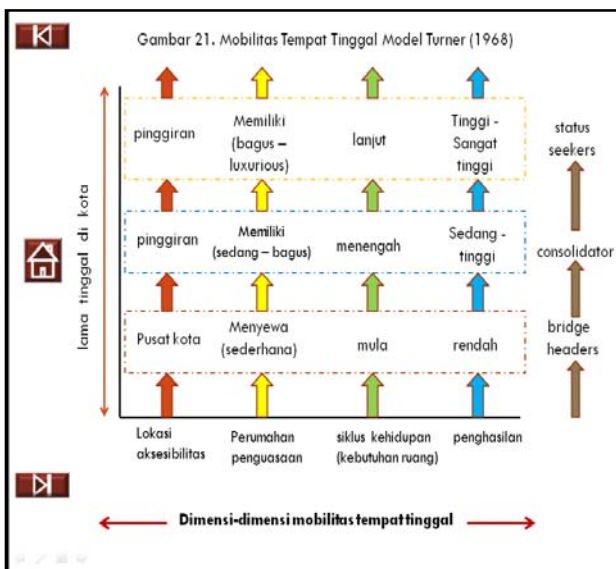 Gambar 21. Mobilitas Tempat Tinggal Model Turner (1968)
lama tinggal di kota
pinggiran
Memiliki
(bagus –
luxurious)
lanjut
Tinggi -
Sangat
tinggi
status
seekers
pinggiran
Memiliki
(sedang – bagus)
menengah
Sedang -
tinggi
consolidator
Pusat kota
Menyewa
(sederhana)
mula
rendah
bridge
headers
Lokasi
aksesibilitas
Perumahan
penguasaan
siklus kehidupan
(kebutuhan ruang)
penghasilan
Dimensi-dimensi mobilitas tempat tinggal